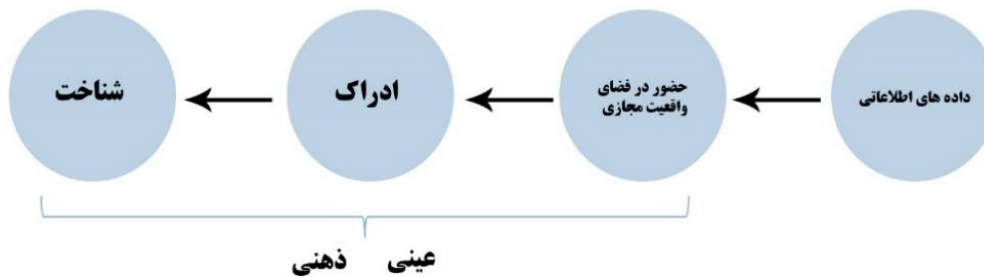 داده های اطلاعاتی
حضور در فضای
واقعیت مجازی
ادراک
شناخت
عینی ذهنی